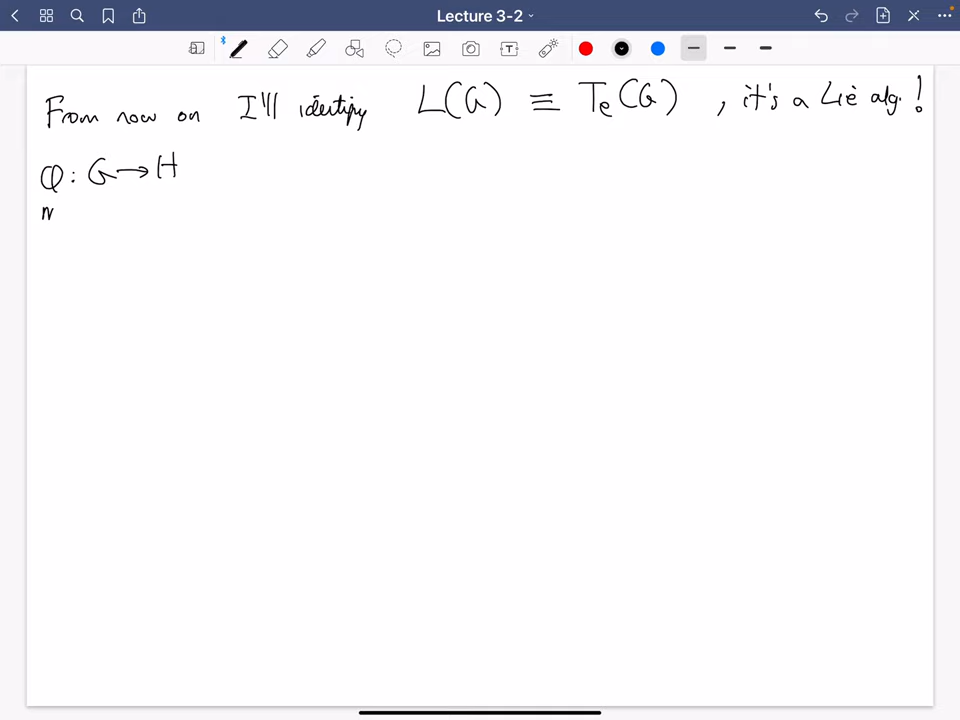 Lecture 3-2
From now on I'll identify L(G) ≡ Te(G) , it's a Lie alg. !
φ : G → H